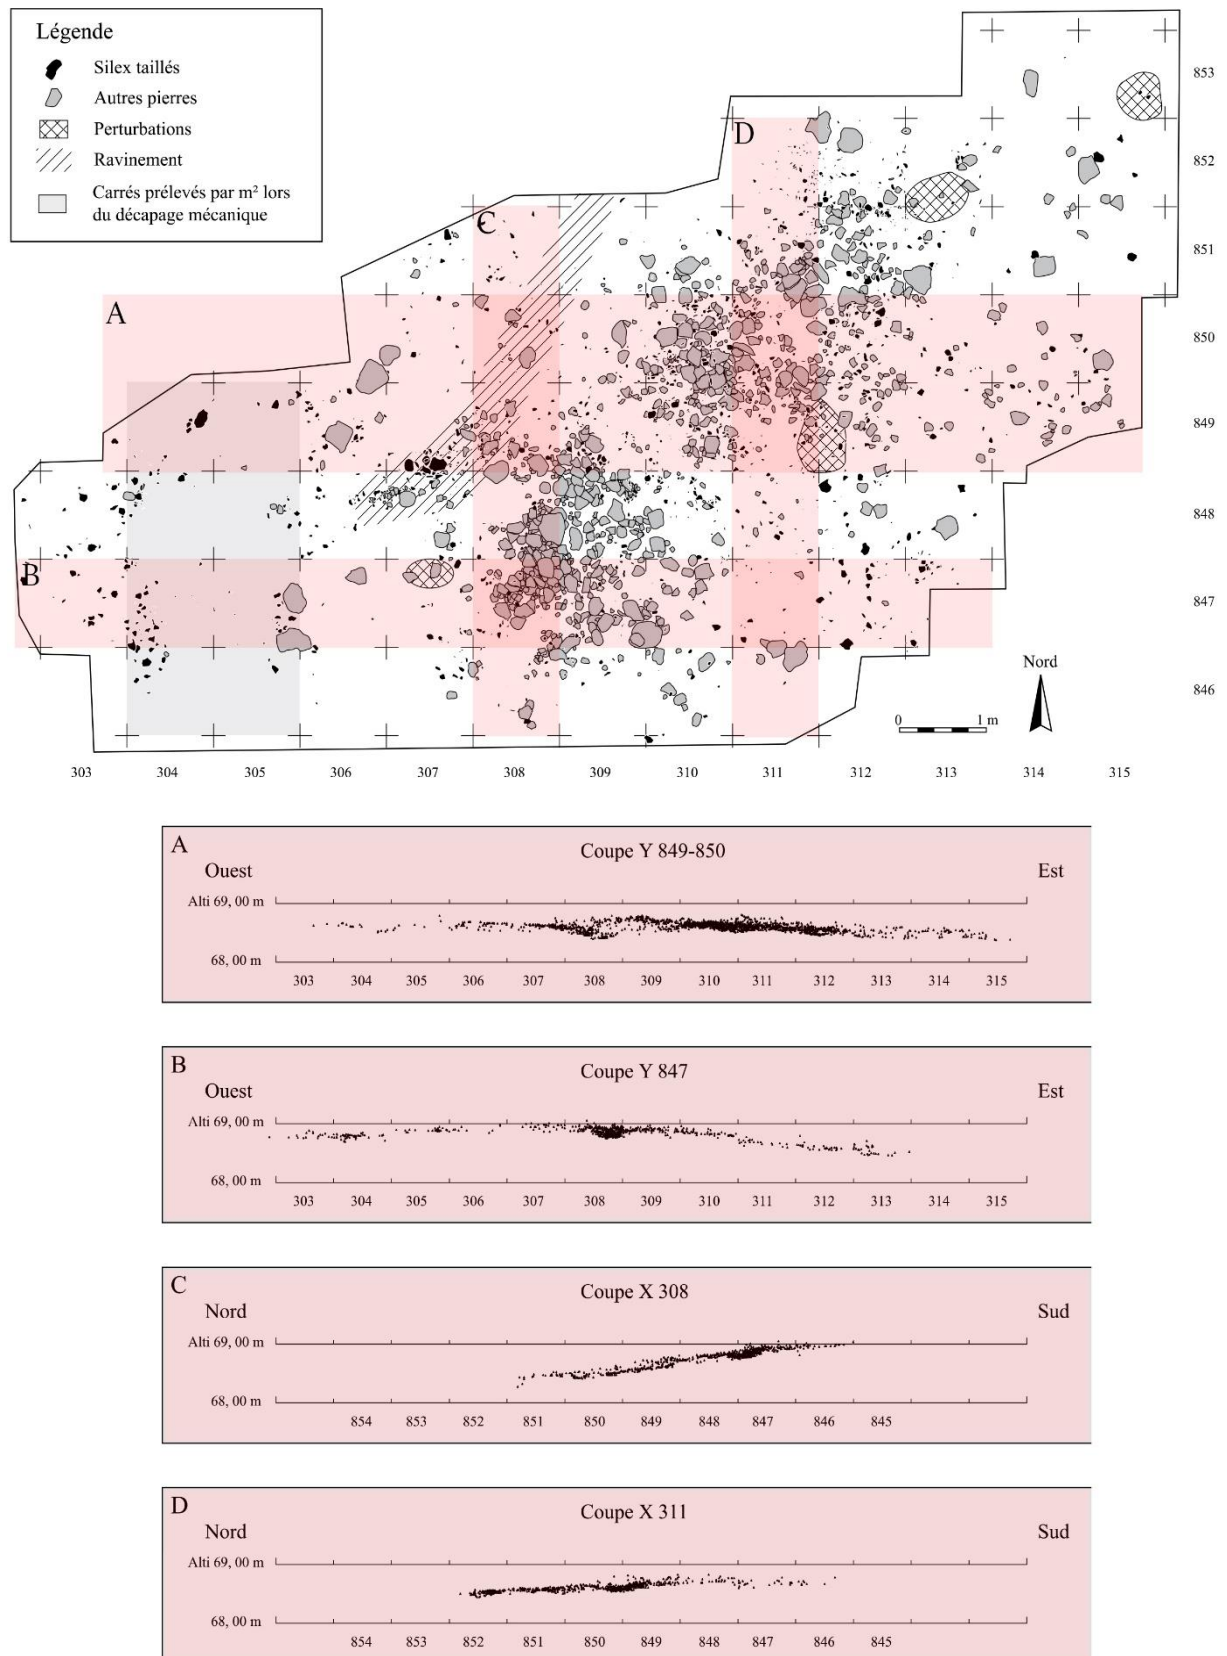 Légende
Silex taillés
Autres pierres
Perturbations
Ravinement
Carrés prélevés par m² lors
du décapage mécanique
A
B
C
D
853
852
851
850
849
848
847
846
Nord
0 1 m
303 304 305 306 307 308 309 310 311 312 313 314 315
A
Coupe Y 849-850
Ouest Est
Alti 69, 00 m
68, 00 m
303 304 305 306 307 308 309 310 311 312 313 314 315
B
Coupe Y 847
Ouest Est
Alti 69, 00 m
68, 00 m
303 304 305 306 307 308 309 310 311 312 313 314 315
C
Coupe X 308
Nord Sud
Alti 69, 00 m
68, 00 m
854 853 852 851 850 849 848 847 846 845
D
Coupe X 311
Nord Sud
Alti 69, 00 m
68, 00 m
854 853 852 851 850 849 848 847 846 845